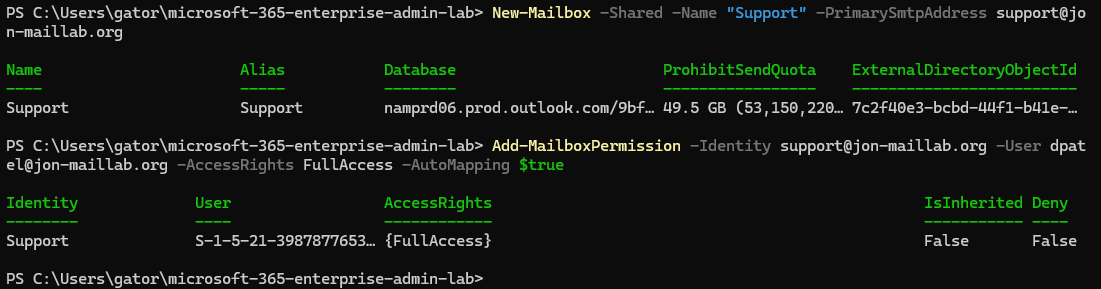 PS C:\Users\gator\microsoft-365-enterprise-admin-lab> New-Mailbox -Shared -Name "Support" -PrimarySmtpAddress support@jo
n-maillab.org
Name Alias Database ProhibitSendQuota ExternalDirectoryObjectId
---- ----- -------- ----------------- -------------------------
Support Support namprd06.prod.outlook.com/9bf… 49.5 GB (53,150,220… 7c2f40e3-bcbd-44f1-b41e-…
PS C:\Users\gator\microsoft-365-enterprise-admin-lab> Add-MailboxPermission -Identity support@jon-maillab.org -User dpat
el@jon-maillab.org -AccessRights FullAccess -AutoMapping $true
Identity User AccessRights IsInherited Deny
-------- ---- ------------ ----------- ----
Support S-1-5-21-3987877653… {FullAccess} False False
PS C:\Users\gator\microsoft-365-enterprise-admin-lab>